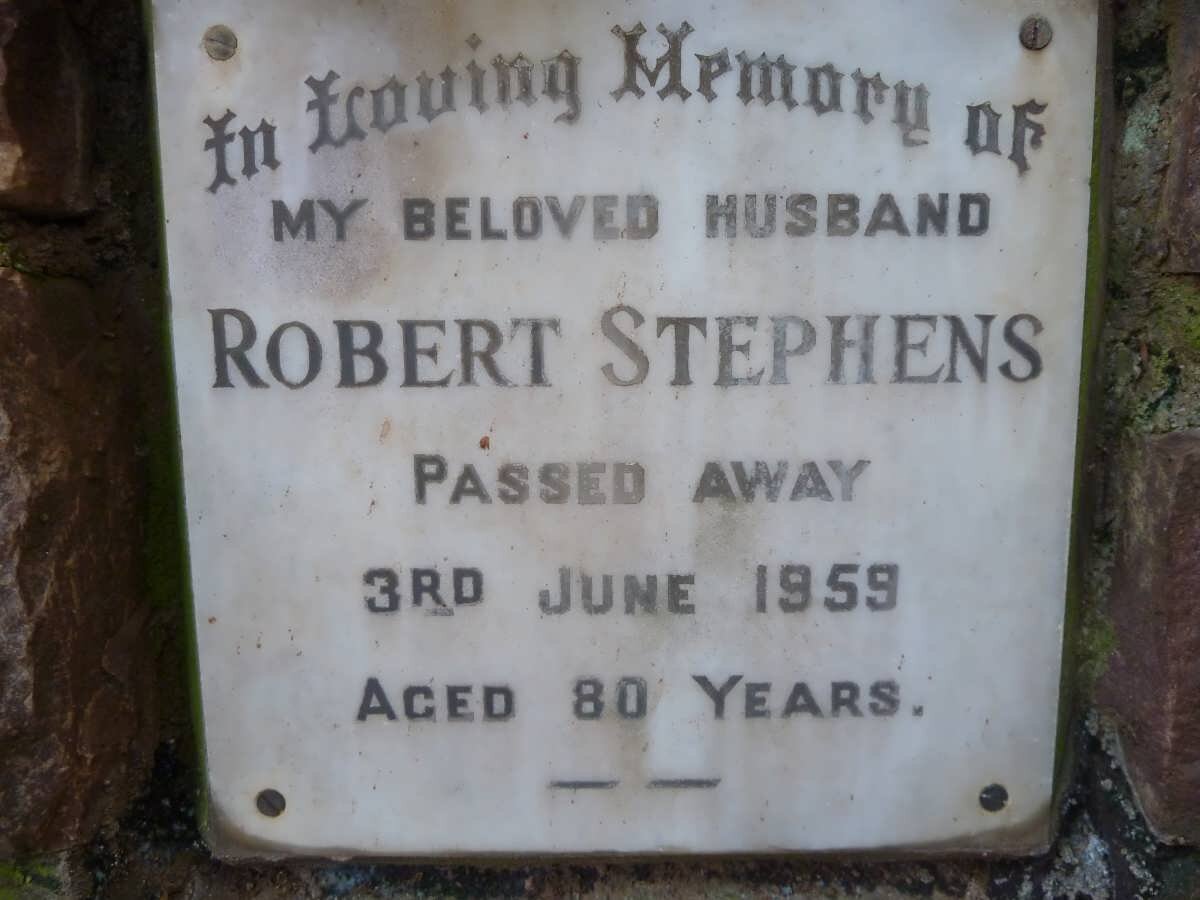 In Loving Memory of
MY BELOVED HUSBAND
ROBERT STEPHENS
PASSED AWAY
3RD JUNE 1959
AGED 80 YEARS.